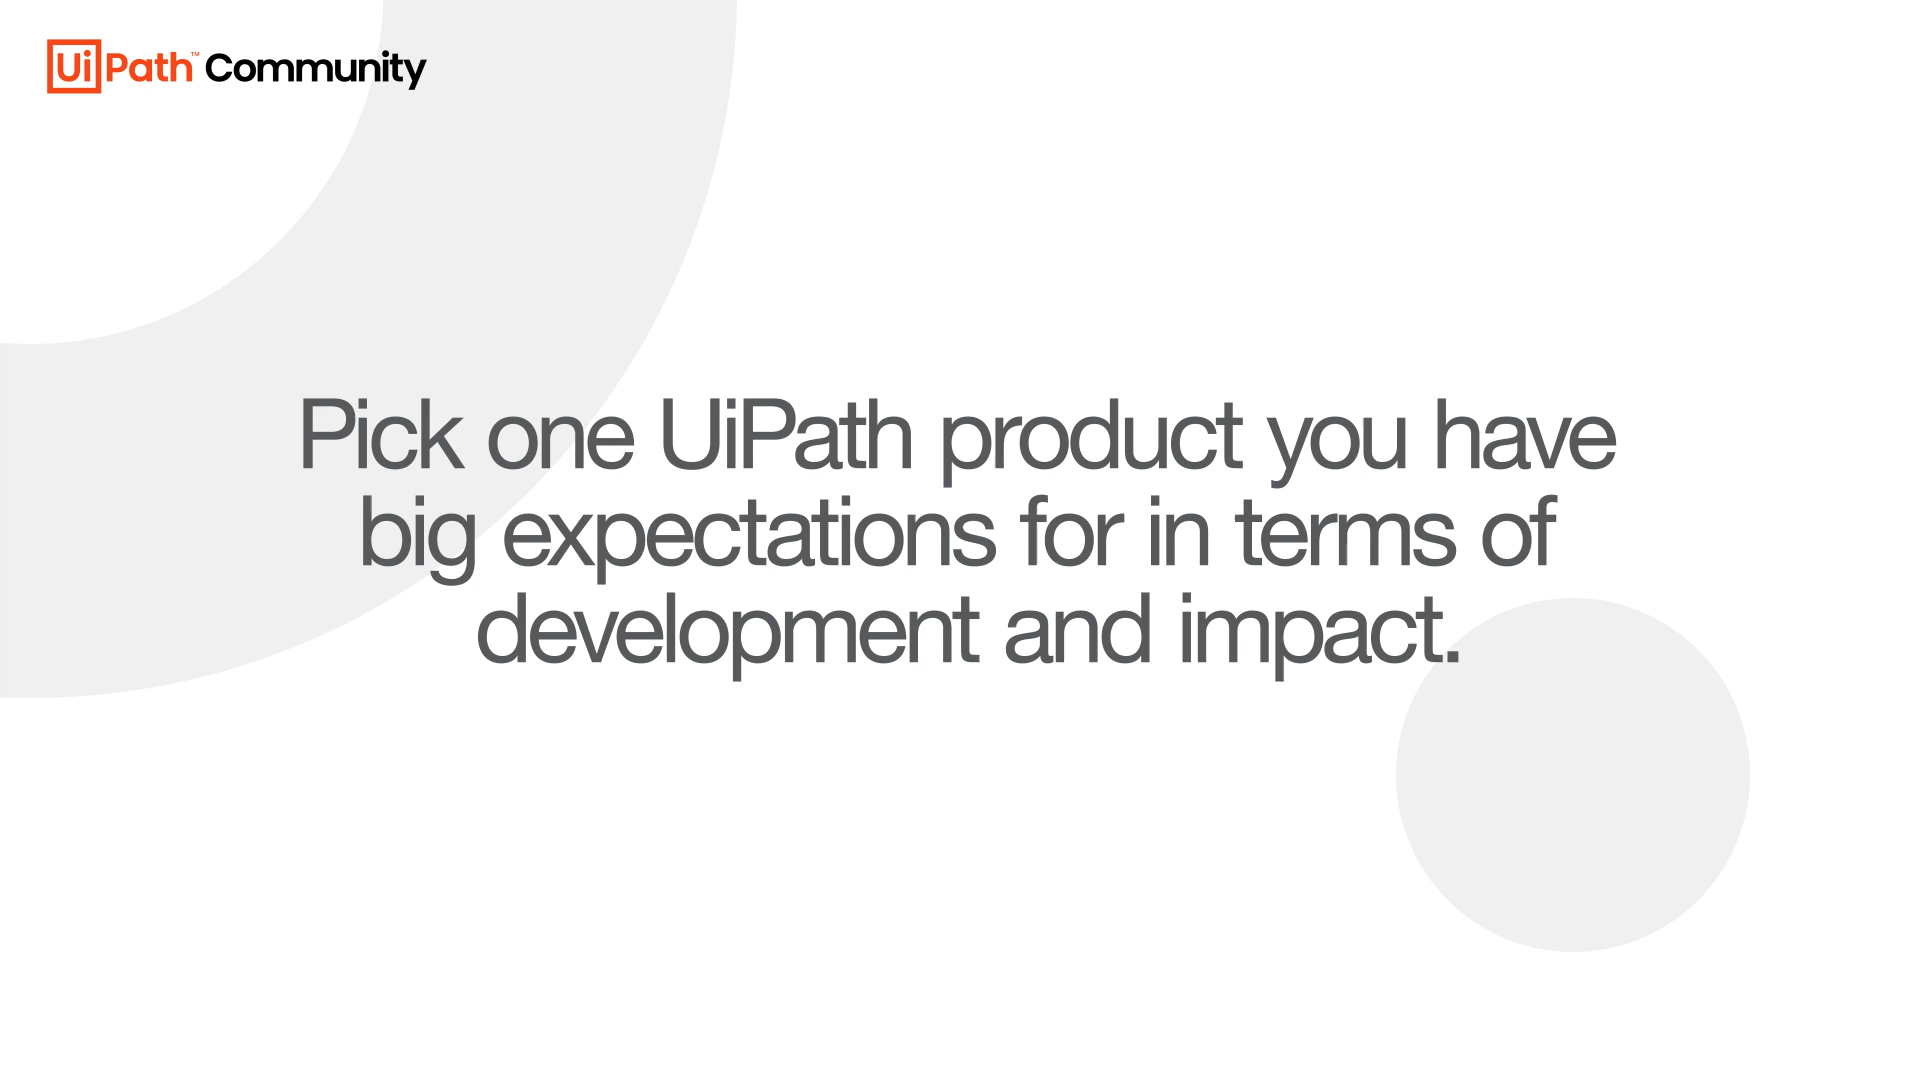 UiPath™ Community
Pick one UiPath product you have
big expectations for in terms of
development and impact.